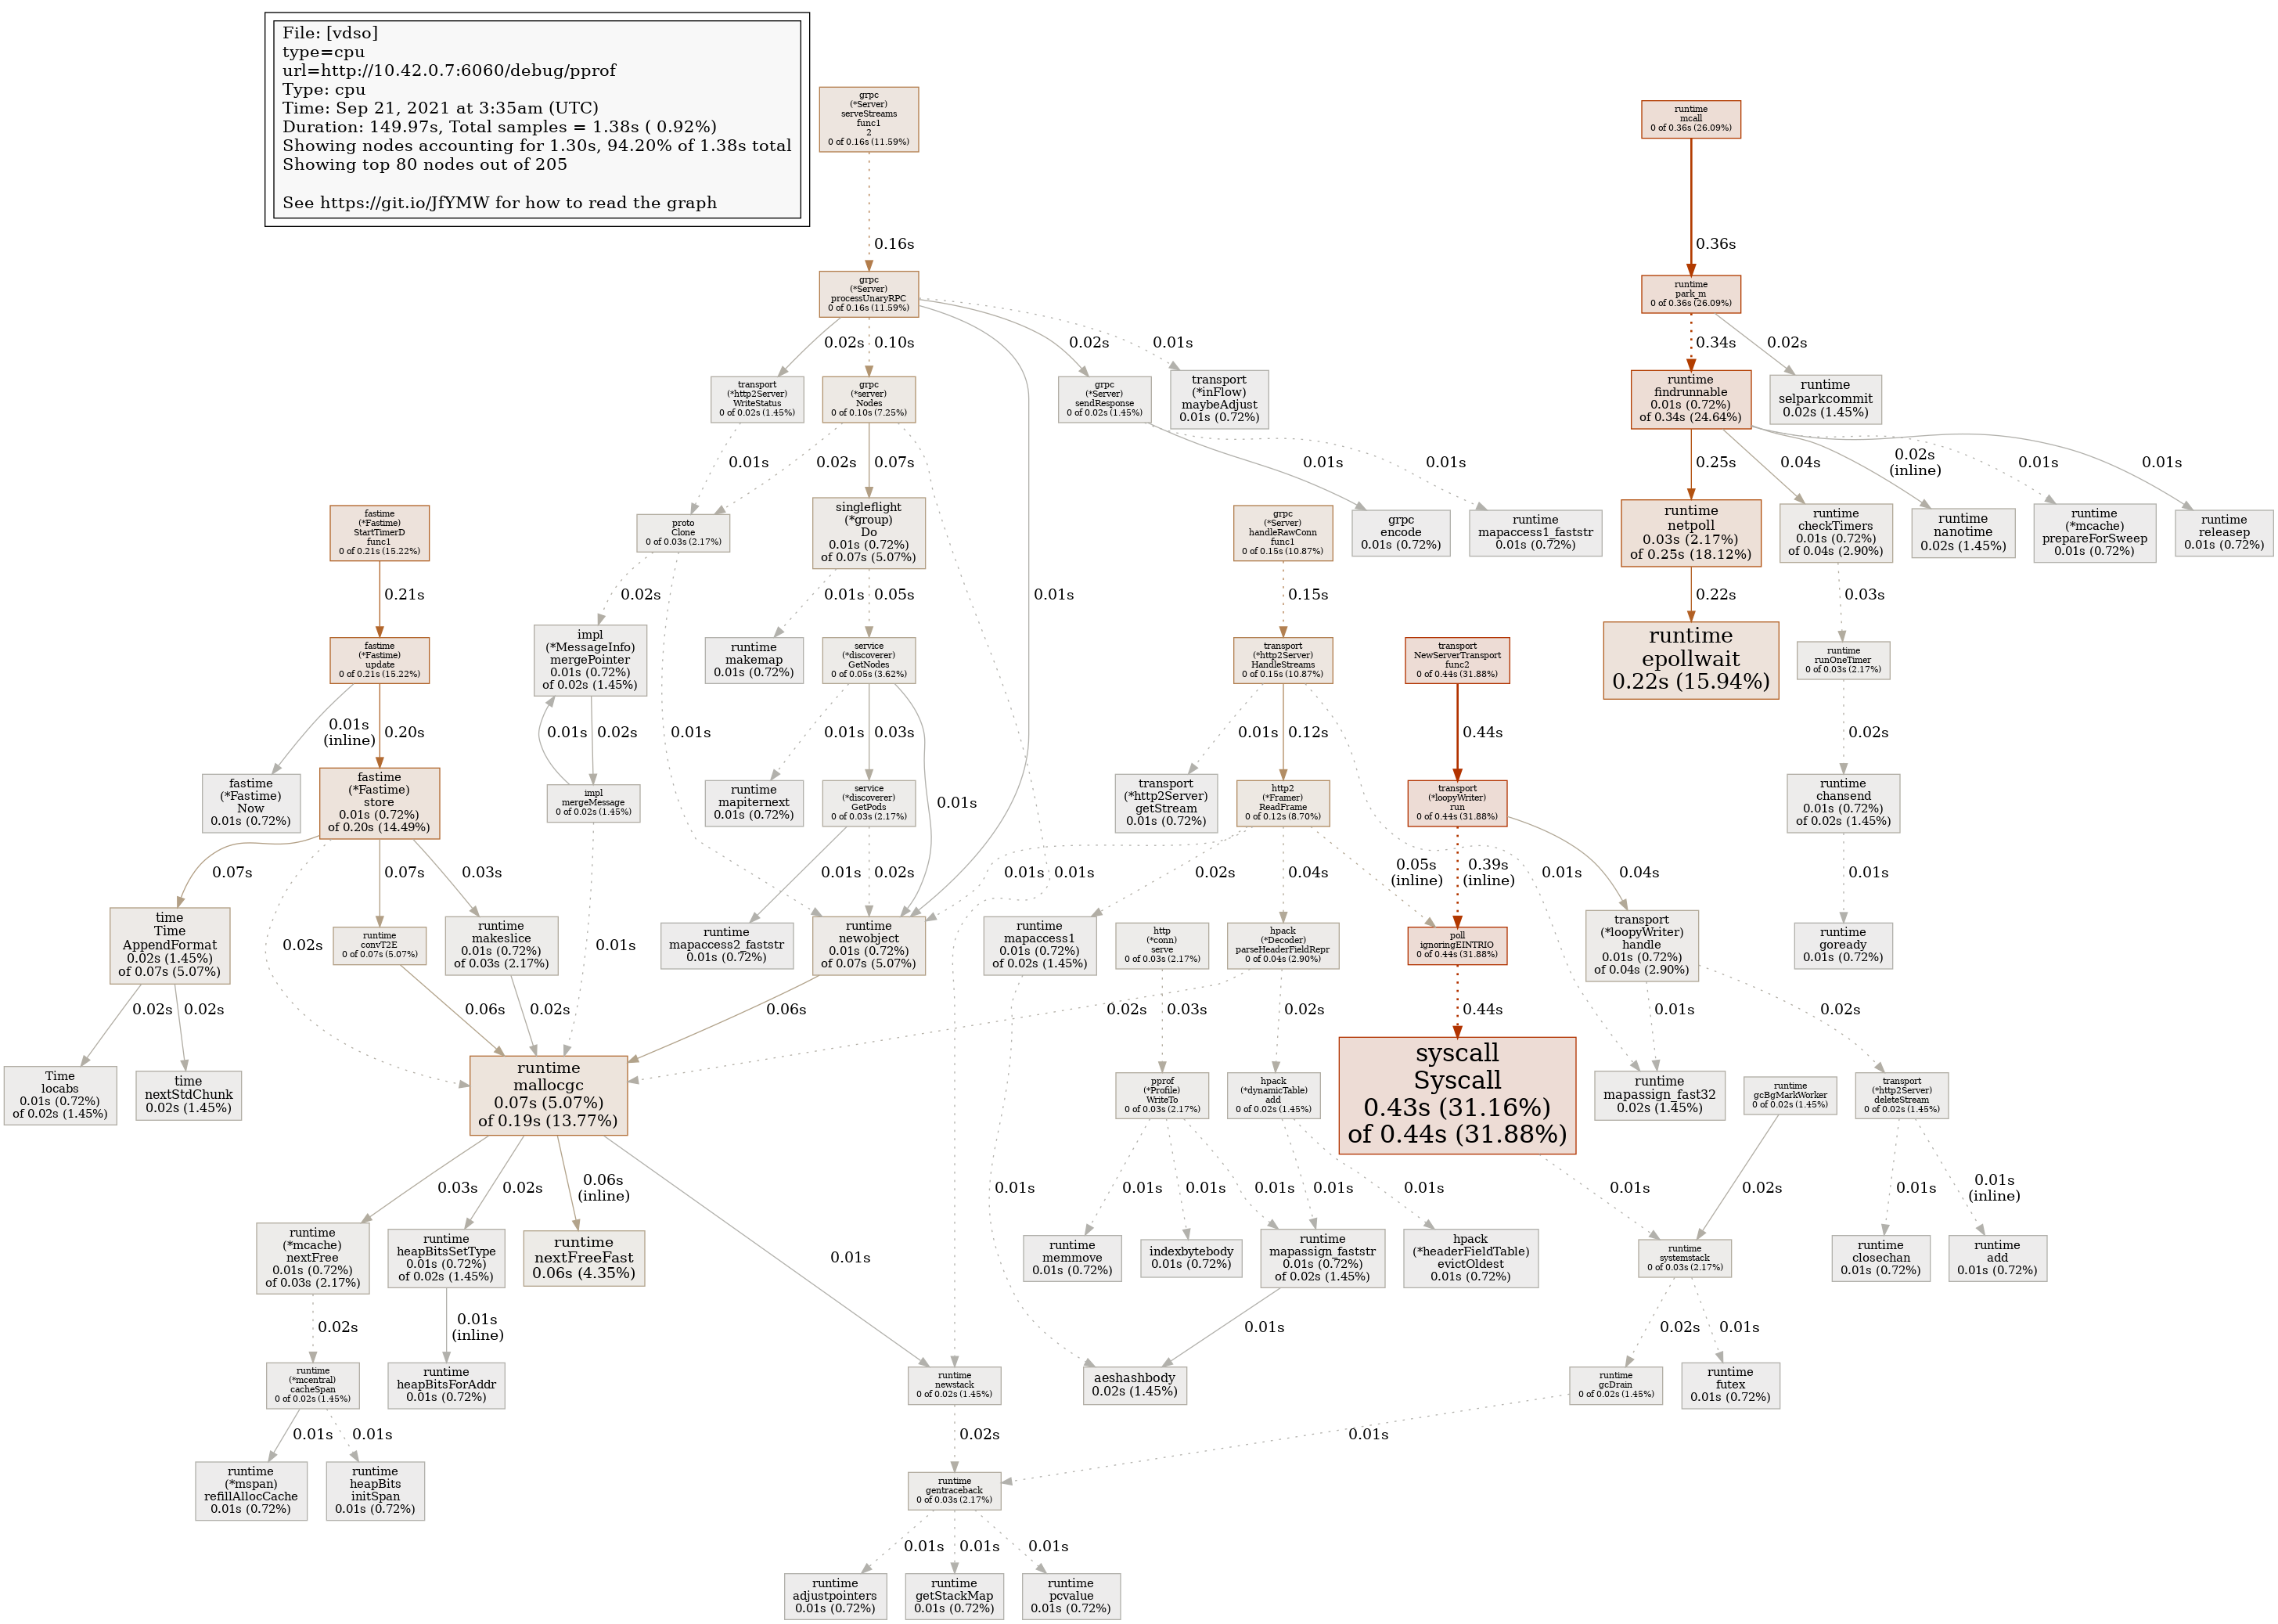 File: [vdso]
type=cpu
url=http://10.42.0.7:6060/debug/pprof
Type: cpu
Time: Sep 21, 2021 at 3:35am (UTC)
Duration: 149.97s, Total samples = 1.38s ( 0.92%)
Showing nodes accounting for 1.30s, 94.20% of 1.38s total
Showing top 80 nodes out of 205
See https://git.io/JfYMW for how to read the graph
grpc
(*Server)
serveStreams
func1
2
0 of 0.16s (11.59%)
runtime
mcall
0 of 0.36s (26.09%)
0.16s
0.36s
grpc
(*Server)
processUnaryRPC
0 of 0.16s (11.59%)
runtime
park_m
0 of 0.36s (26.09%)
0.02s
0.10s
0.02s
0.01s
0.34s
0.02s
transport
(*http2Server)
WriteStatus
0 of 0.02s (1.45%)
grpc
(*server)
Nodes
0 of 0.10s (7.25%)
grpc
(*Server)
sendResponse
0 of 0.02s (1.45%)
transport
(*inFlow)
maybeAdjust
0.01s (0.72%)
runtime
findrunnable
0.01s (0.72%)
of 0.34s (24.64%)
runtime
selparkcommit
0.02s (1.45%)
0.01s
0.02s
0.07s
0.01s
0.01s
0.25s
0.04s
0.02s
(inline)
0.01s
0.01s
fastime
(*Fastime)
StartTimerD
func1
0 of 0.21s (15.22%)
proto
Clone
0 of 0.03s (2.17%)
singleflight
(*group)
Do
0.01s (0.72%)
of 0.07s (5.07%)
grpc
(*Server)
handleRawConn
func1
0 of 0.15s (10.87%)
grpc
encode
0.01s (0.72%)
runtime
mapaccess1_faststr
0.01s (0.72%)
runtime
netpoll
0.03s (2.17%)
of 0.25s (18.12%)
runtime
checkTimers
0.01s (0.72%)
of 0.04s (2.90%)
runtime
nanotime
0.02s (1.45%)
runtime
(*mcache)
prepareForSweep
0.01s (0.72%)
runtime
releasep
0.01s (0.72%)
0.21s
0.02s
0.01s
0.05s
0.01s
0.15s
0.22s
0.03s
fastime
(*Fastime)
update
0 of 0.21s (15.22%)
impl
(*MessageInfo)
mergePointer
0.01s (0.72%)
of 0.02s (1.45%)
runtime
makemap
0.01s (0.72%)
service
(*discoverer)
GetNodes
0 of 0.05s (3.62%)
transport
(*http2Server)
HandleStreams
0 of 0.15s (10.87%)
transport
NewServerTransport
func2
0 of 0.44s (31.88%)
runtime
epollwait
0.22s (15.94%)
runtime
runOneTimer
0 of 0.03s (2.17%)
0.01s
(inline)
0.20s
0.01s
0.02s
0.01s
0.01s
0.03s
0.01s
0.12s
0.44s
0.02s
fastime
(*Fastime)
Now
0.01s (0.72%)
fastime
(*Fastime)
store
0.01s (0.72%)
of 0.20s (14.49%)
impl
mergeMessage
0 of 0.02s (1.45%)
runtime
mapiternext
0.01s (0.72%)
service
(*discoverer)
GetPods
0 of 0.03s (2.17%)
0.01s
transport
(*http2Server)
getStream
0.01s (0.72%)
http2
(*Framer)
ReadFrame
0 of 0.12s (8.70%)
transport
(*loopyWriter)
run
0 of 0.44s (31.88%)
runtime
chansend
0.01s (0.72%)
of 0.02s (1.45%)
0.07s
0.07s
0.03s
0.01s
0.02s
0.01s
0.01s
0.02s
0.04s
0.05s
(inline)
0.39s
(inline)
0.01s
0.04s
0.01s
time
Time
AppendFormat
0.02s (1.45%)
of 0.07s (5.07%)
0.02s
runtime
convT2E
0 of 0.07s (5.07%)
runtime
makeslice
0.01s (0.72%)
of 0.03s (2.17%)
0.01s
runtime
mapaccess2_faststr
0.01s (0.72%)
runtime
newobject
0.01s (0.72%)
of 0.07s (5.07%)
runtime
mapaccess1
0.01s (0.72%)
of 0.02s (1.45%)
http
(*conn)
serve
0 of 0.03s (2.17%)
hpack
(*Decoder)
parseHeaderFieldRepr
0 of 0.04s (2.90%)
poll
ignoringEINTRIO
0 of 0.44s (31.88%)
transport
(*loopyWriter)
handle
0.01s (0.72%)
of 0.04s (2.90%)
runtime
goready
0.01s (0.72%)
0.02s
0.02s
0.06s
0.02s
0.06s
0.02s
0.03s
0.02s
0.44s
0.01s
0.02s
Time
locabs
0.01s (0.72%)
of 0.02s (1.45%)
time
nextStdChunk
0.02s (1.45%)
runtime
mallocgc
0.07s (5.07%)
of 0.19s (13.77%)
pprof
(*Profile)
WriteTo
0 of 0.03s (2.17%)
hpack
(*dynamicTable)
add
0 of 0.02s (1.45%)
syscall
Syscall
0.43s (31.16%)
of 0.44s (31.88%)
runtime
mapassign_fast32
0.02s (1.45%)
runtime
gcBgMarkWorker
0 of 0.02s (1.45%)
transport
(*http2Server)
deleteStream
0 of 0.02s (1.45%)
0.03s
0.02s
0.06s
(inline)
0.01s
0.01s
0.01s
0.01s
0.01s
0.01s
0.01s
0.01s
0.02s
0.01s
0.01s
(inline)
runtime
(*mcache)
nextFree
0.01s (0.72%)
of 0.03s (2.17%)
runtime
heapBitsSetType
0.01s (0.72%)
of 0.02s (1.45%)
runtime
nextFreeFast
0.06s (4.35%)
runtime
memmove
0.01s (0.72%)
indexbytebody
0.01s (0.72%)
runtime
mapassign_faststr
0.01s (0.72%)
of 0.02s (1.45%)
hpack
(*headerFieldTable)
evictOldest
0.01s (0.72%)
runtime
systemstack
0 of 0.03s (2.17%)
runtime
closechan
0.01s (0.72%)
runtime
add
0.01s (0.72%)
0.02s
0.01s
(inline)
0.01s
0.02s
0.01s
runtime
(*mcentral)
cacheSpan
0 of 0.02s (1.45%)
runtime
heapBitsForAddr
0.01s (0.72%)
runtime
newstack
0 of 0.02s (1.45%)
aeshashbody
0.02s (1.45%)
runtime
gcDrain
0 of 0.02s (1.45%)
runtime
futex
0.01s (0.72%)
0.01s
0.01s
0.02s
0.01s
runtime
(*mspan)
refillAllocCache
0.01s (0.72%)
runtime
heapBits
initSpan
0.01s (0.72%)
runtime
gentraceback
0 of 0.03s (2.17%)
0.01s
0.01s
0.01s
runtime
adjustpointers
0.01s (0.72%)
runtime
getStackMap
0.01s (0.72%)
runtime
pcvalue
0.01s (0.72%)